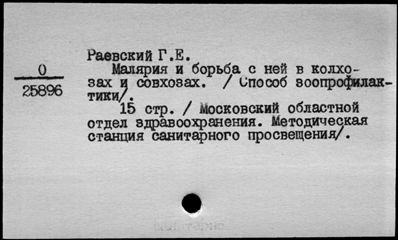 Раевский Г.Е.
О
25896
Малярия и борьба с ней в колхо-
зах и совхозах. / Способ зоопрофилак-
тики/.
15 стр. / Московский областной
отдел здравоохранения. Методическая
станция санитарного просвещения/.